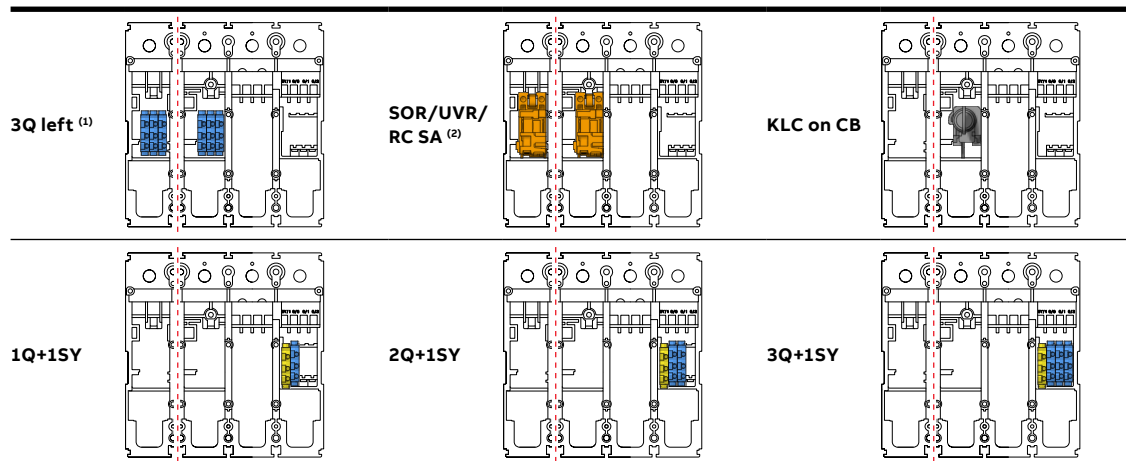 3Q left (1)
SOR/UVR/
RC SA (2)
KLC on CB
1Q+1SY
2Q+1SY
3Q+1SY